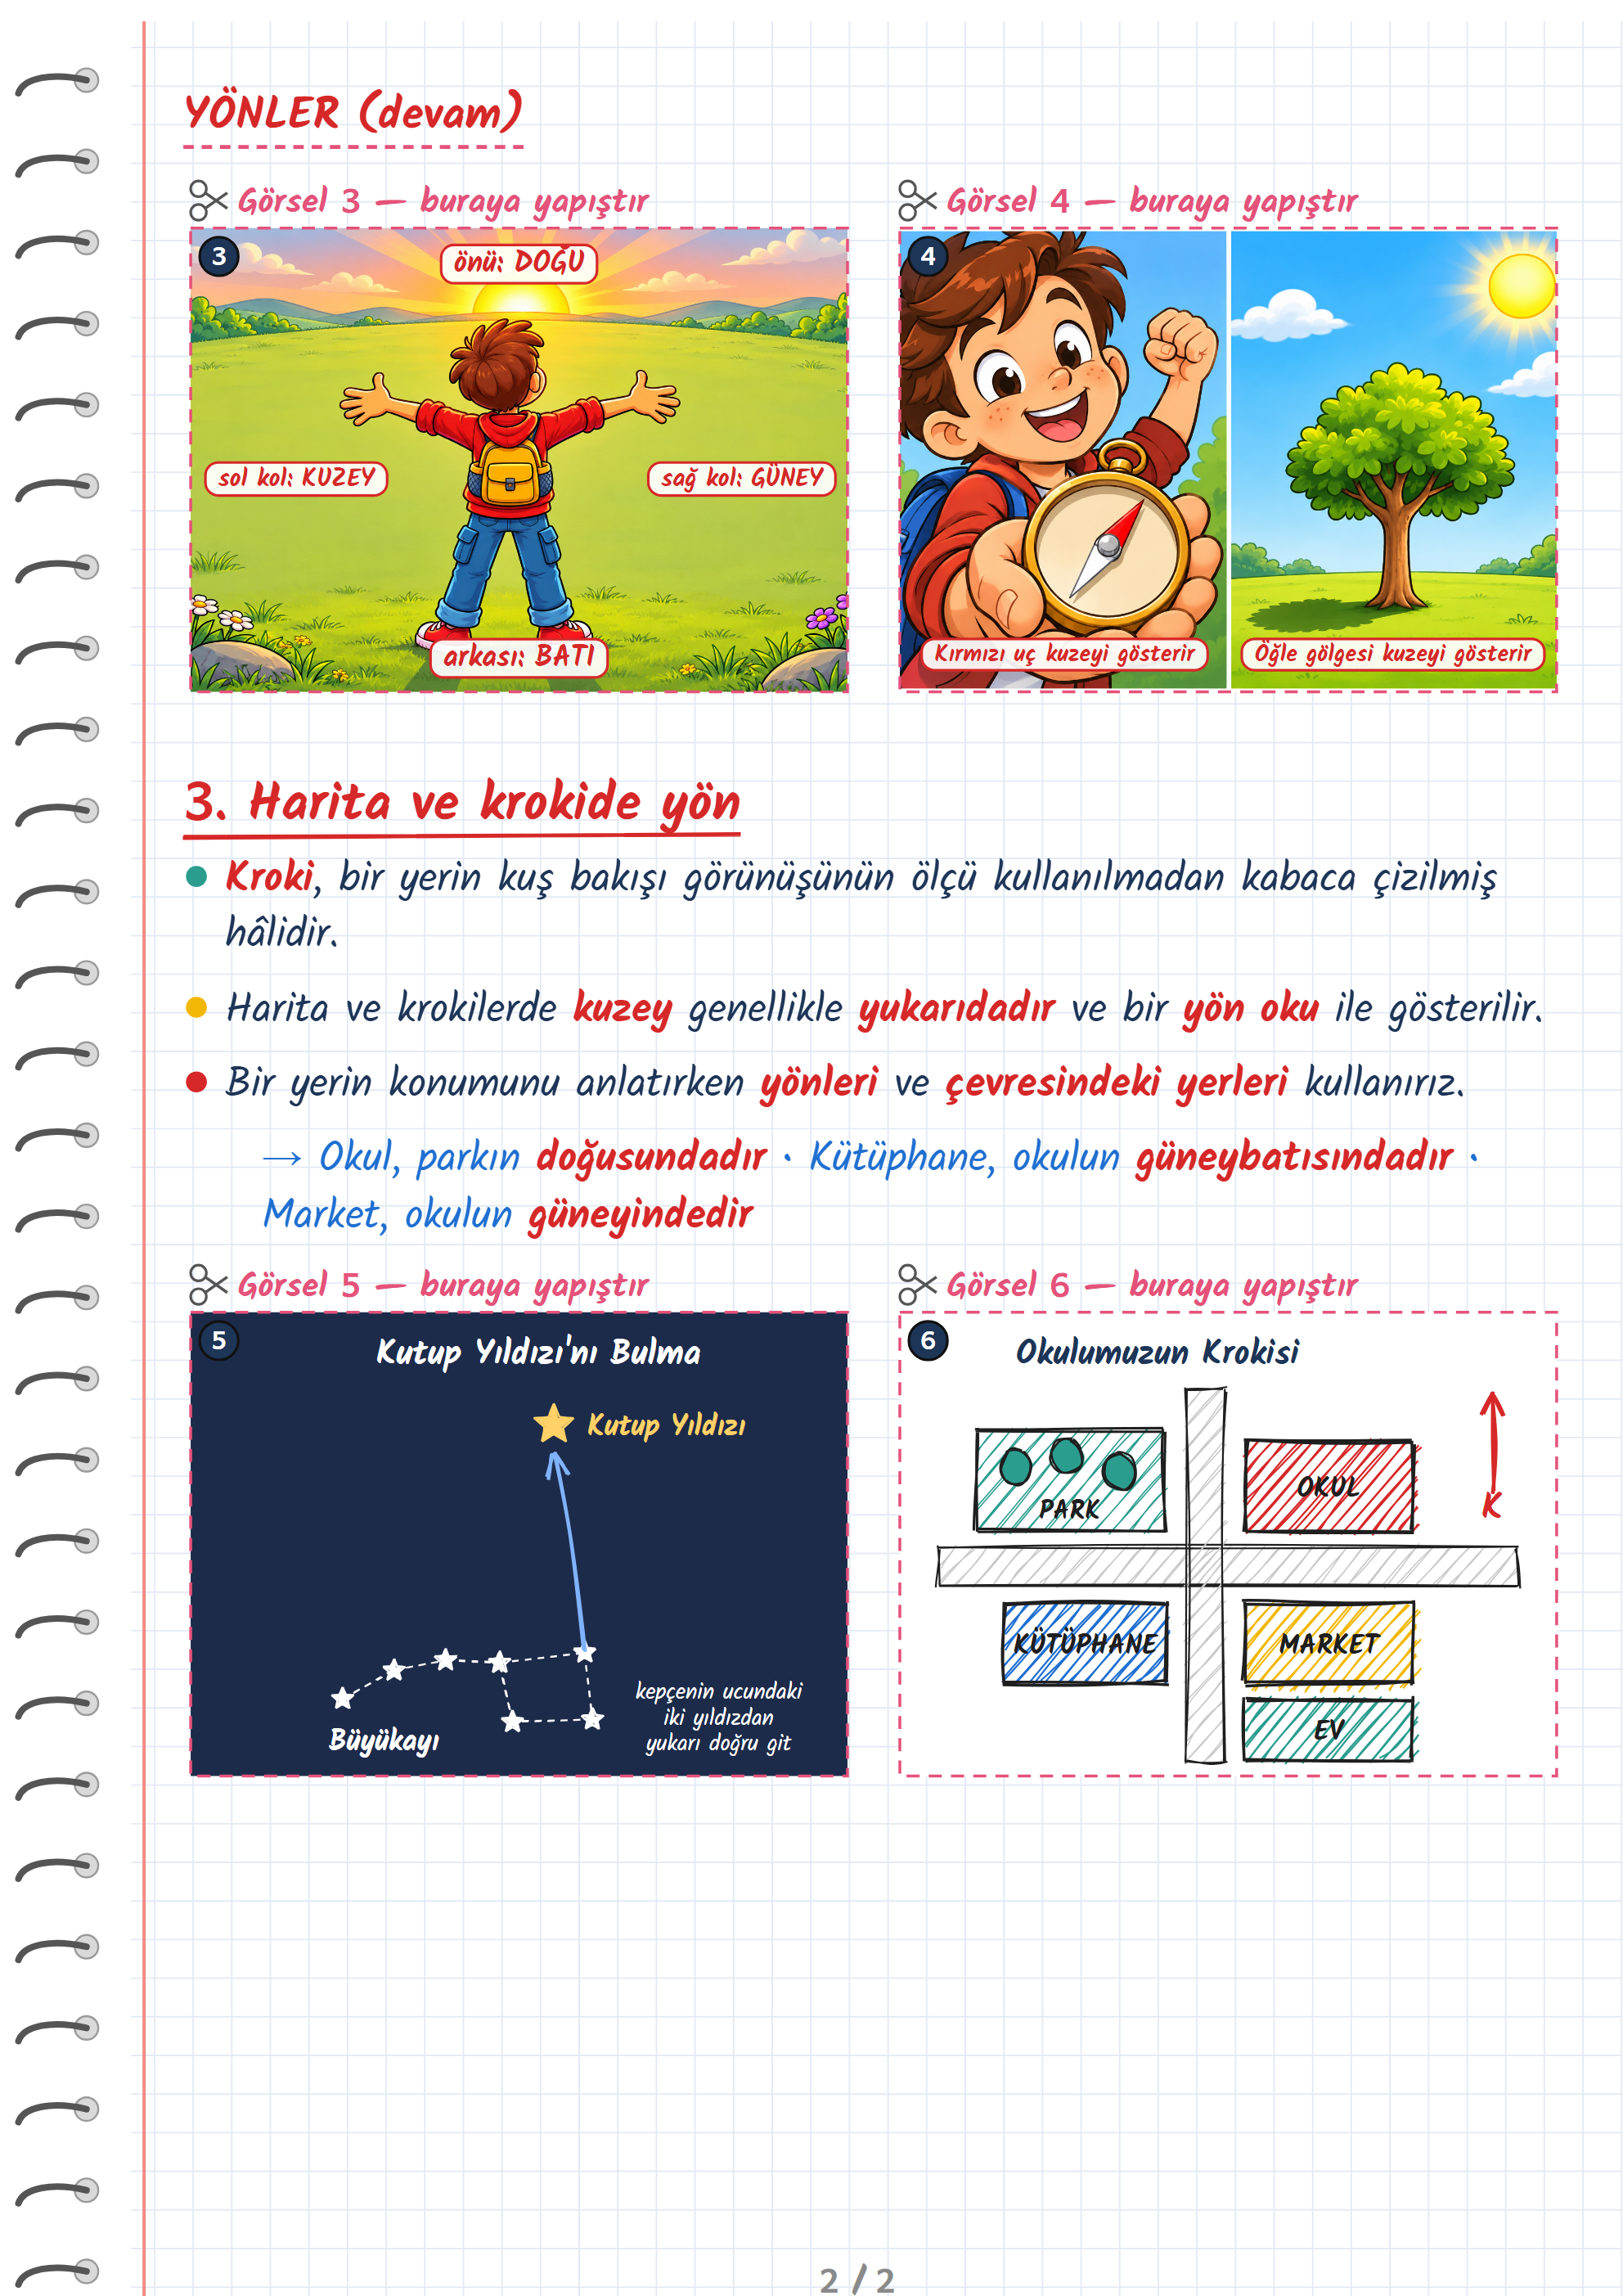 YÖNLER (devam)
Görsel 3 — buraya yapıştır
3
önü: DOĞU
sol kol: KUZEY
sağ kol: GÜNEY
arkası: BATI
Görsel 4 — buraya yapıştır
4
Kırmızı uç kuzeyi gösterir
Öğle gölgesi kuzeyi gösterir
3. Harita ve krokide yön
Kroki, bir yerin kuş bakışı görünüşünün ölçü kullanılmadan kabaca çizilmiş
hâlidir.
Harita ve krokilerde kuzey genellikle yukarıdadır ve bir yön oku ile gösterilir.
Bir yerin konumunu anlatırken yönleri ve çevresindeki yerleri kullanırız.
→ Okul, parkın doğusundadır · Kütüphane, okulun güneybatısındadır ·
Market, okulun güneyindedir
Görsel 5 — buraya yapıştır
5
Kutup Yıldızı'nı Bulma
Kutup Yıldızı
kepçenin ucundaki
iki yıldızdan
yukarı doğru git
Büyükayı
Görsel 6 — buraya yapıştır
6
Okulumuzun Krokisi
PARK
OKUL
K
KÜTÜPHANE
MARKET
EV
2 / 2